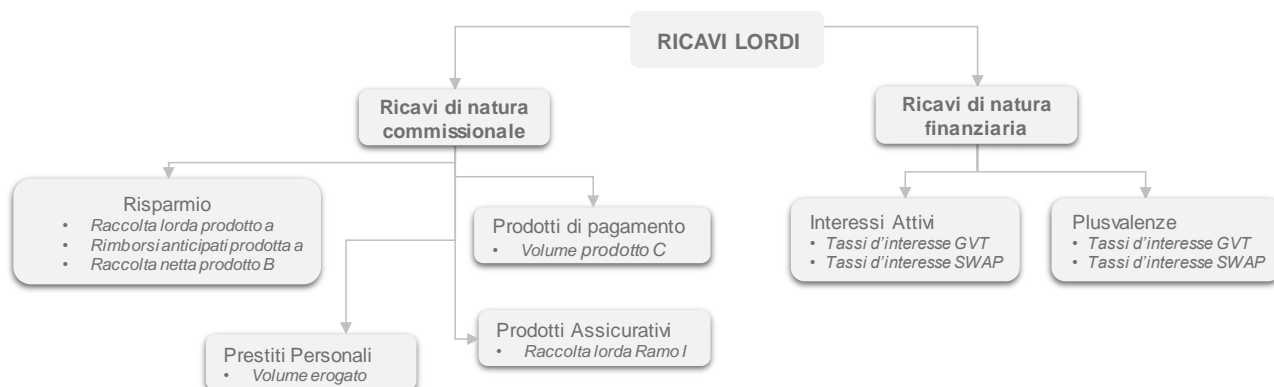 RICAVI LORDI
Ricavi di natura
commissionale
Ricavi di natura
finanziaria
Risparmio
• Raccolta lorda prodotto a
• Rimborsi anticipati prodotta a
• Raccolta netta prodotto B
Prodotti di pagamento
• Volume prodotto C
Interessi Attivi
• Tassi d'interesse GVT
• Tassi d'interesse SWAP
Plusvalenze
• Tassi d'interesse GVT
• Tassi d'interesse SWAP
Prestiti Personali
• Volume erogato
Prodotti Assicurativi
• Raccolta lorda Ramo I